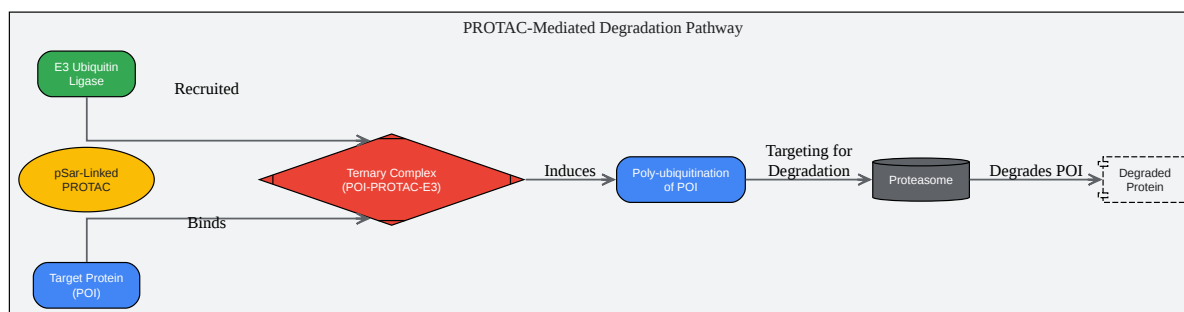 PROTAC-Mediated Degradation Pathway
E3 Ubiquitin
Ligase
Recruited
pSar-Linked
PROTAC
Ternary Complex
(POI-PROTAC-E3)
Induces
Poly-ubiquitination
of POI
Targeting for
Degradation
Proteasome
Degrades POI
Degraded
Protein
Binds
Target Protein
(POI)